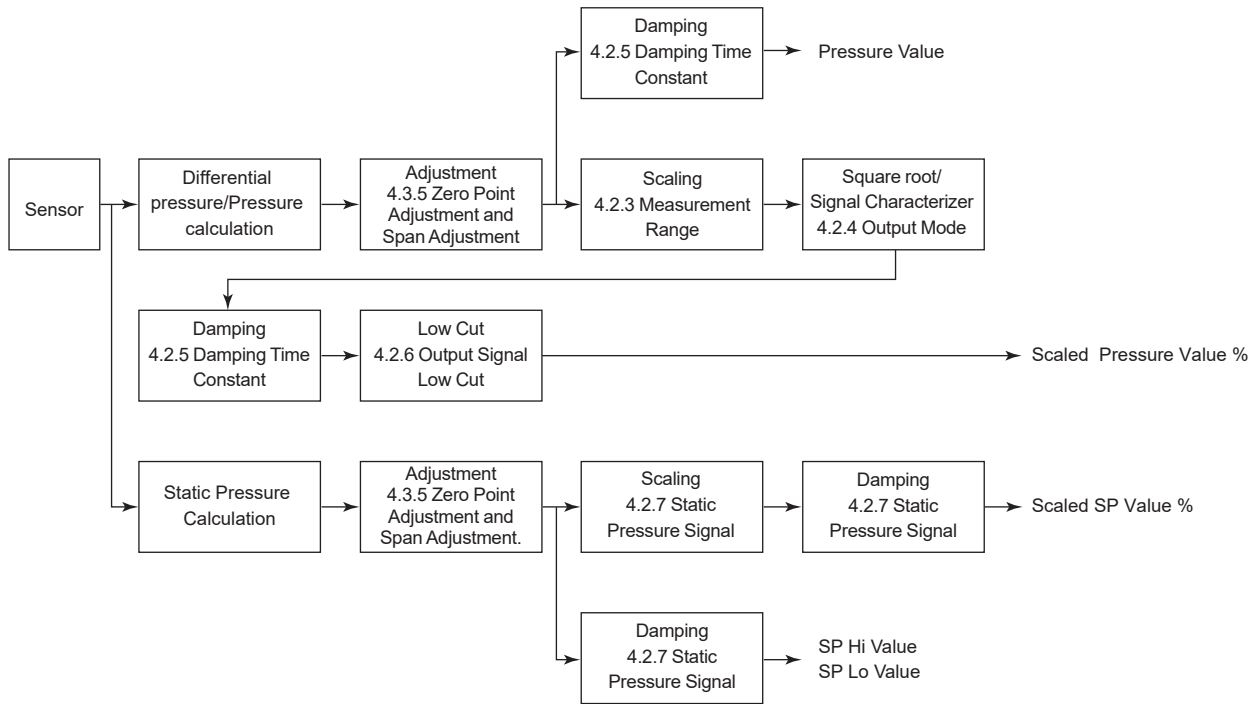 Damping
4.2.5 Damping Time
Constant
Pressure Value
Sensor
Differential
pressure/Pressure
calculation
Adjustment
4.3.5 Zero Point
Adjustment and
Span Adjustment
Scaling
4.2.3 Measurement
Range
Square root/
Signal Characterizer
4.2.4 Output Mode
Damping
4.2.5 Damping Time
Constant
Low Cut
4.2.6 Output Signal
Low Cut
Scaled Pressure Value %
Static Pressure
Calculation
Adjustment
4.3.5 Zero Point
Adjustment and
Span Adjustment.
Scaling
4.2.7 Static
Pressure Signal
Damping
4.2.7 Static
Pressure Signal
Scaled SP Value %
Damping
4.2.7 Static
Pressure Signal
SP Hi Value
SP Lo Value